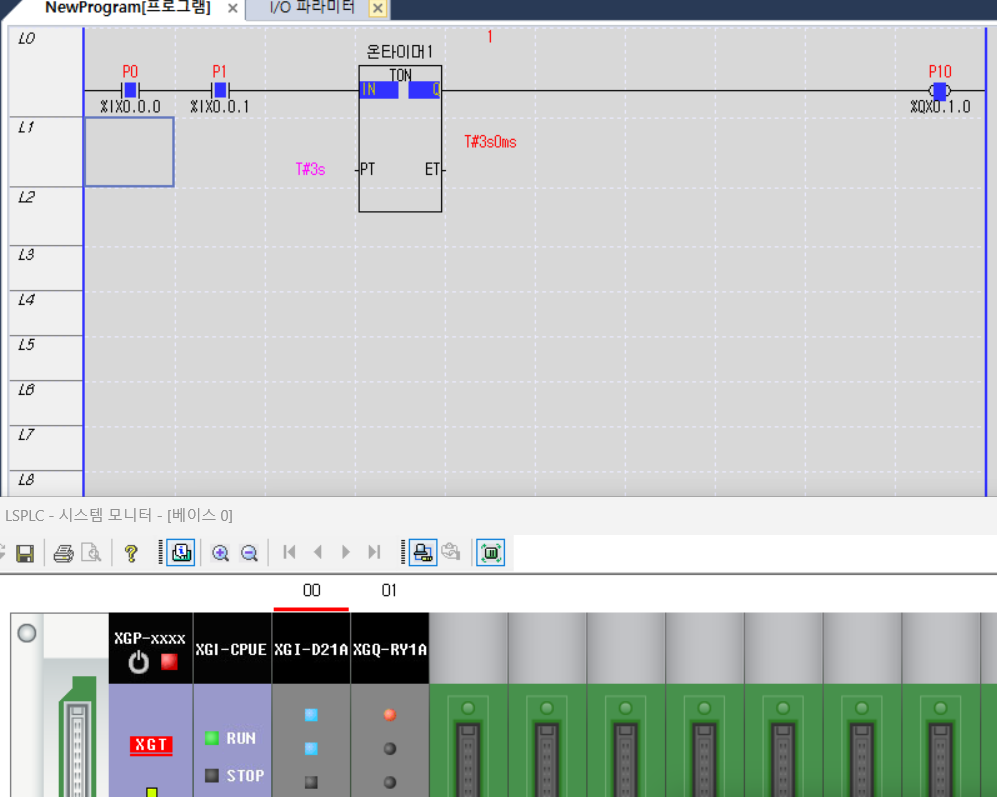 NewProgram[프로그램] ×
I/O 파라미터 ×
L0
P0
%IX0.0.0
P1
%IX0.0.1
온타이머1
TON
IN
Q
1
P10
%QX0.1.0
L1
T#3s
PT
ET
T#3s0ms
L2
L3
L4
L5
L6
L7
L8
LSPLC - 시스템 모니터 - [베이스 0]
00
01
XGP-xxxx
XGI-CPUE
XGI-D21A
XGQ-RY1A
XGT
RUN
STOP